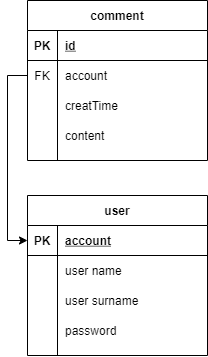 comment
PK id
FK account
creatTime
content
user
PK account
user name
user surname
password